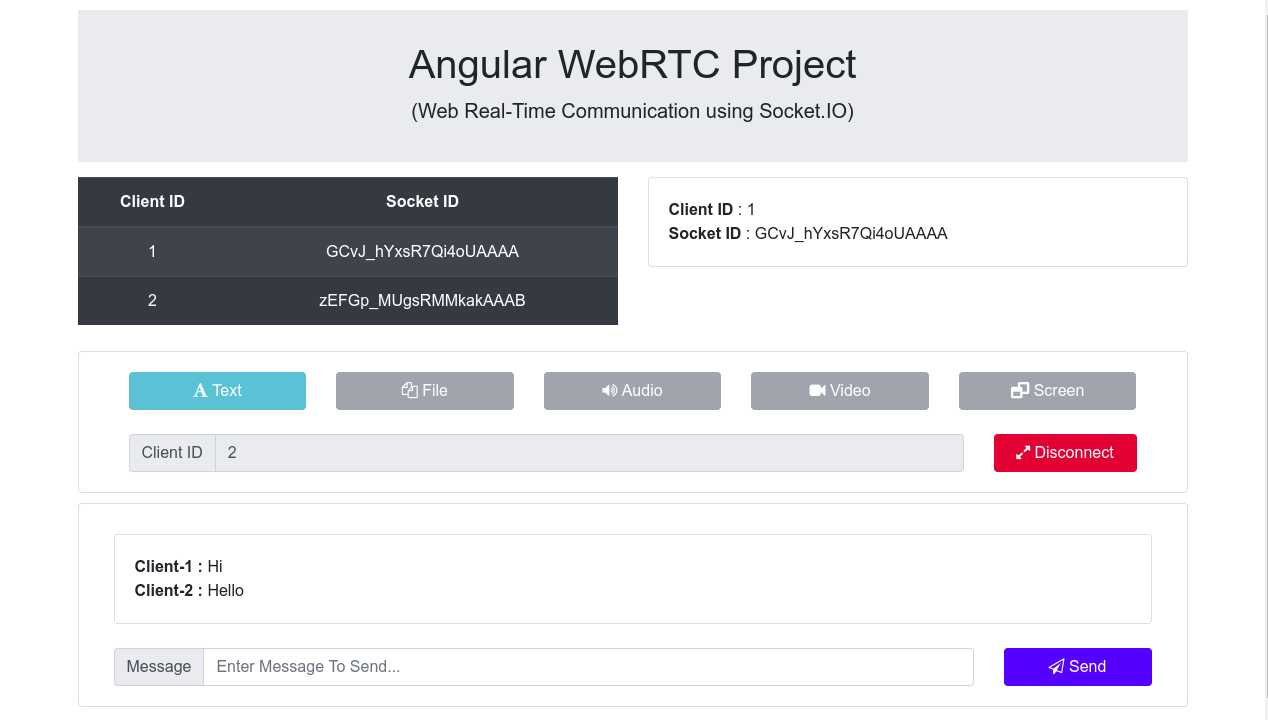 Angular WebRTC Project
(Web Real-Time Communication using Socket.IO)
Client ID Socket ID
1 GCvJ_hYxsR7Qi4oUAAAA
2 zEFGp_MUgsRMMkakAAAB
Client ID : 1
Socket ID : GCvJ_hYxsR7Qi4oUAAAA
Text File Audio Video Screen
Client ID 2 Disconnect
Client-1 : Hi
Client-2 : Hello
Message Enter Message To Send... Send